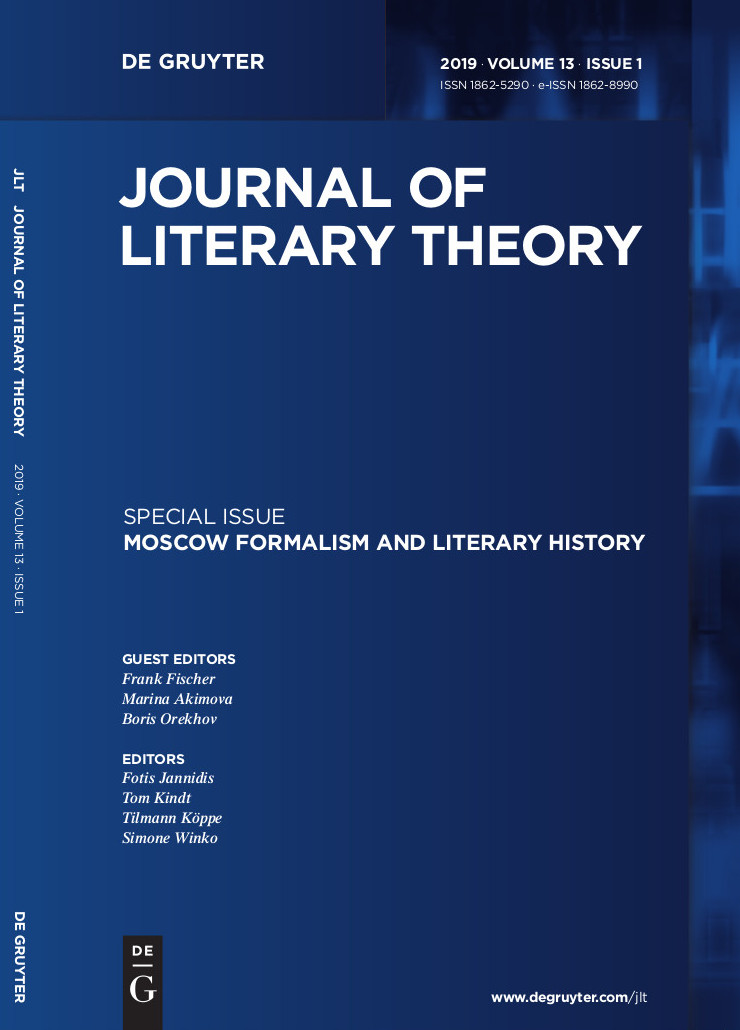 DE GRUYTER
2019 · VOLUME 13 · ISSUE 1
ISSN 1862-5290 · e-ISSN 1862-8990
JOURNAL OF
LITERARY THEORY
SPECIAL ISSUE
MOSCOW FORMALISM AND LITERARY HISTORY
GUEST EDITORS
Frank Fischer
Marina Akimova
Boris Orekhov
EDITORS
Fotis Jannidis
Tom Kindt
Tilmann Köppe
Simone Winko
DE
G
www.degruyter.com/jlt
JLT JOURNAL OF LITERARY THEORY 2019 · VOLUME 13 · ISSUE 1 DE GRUYTER